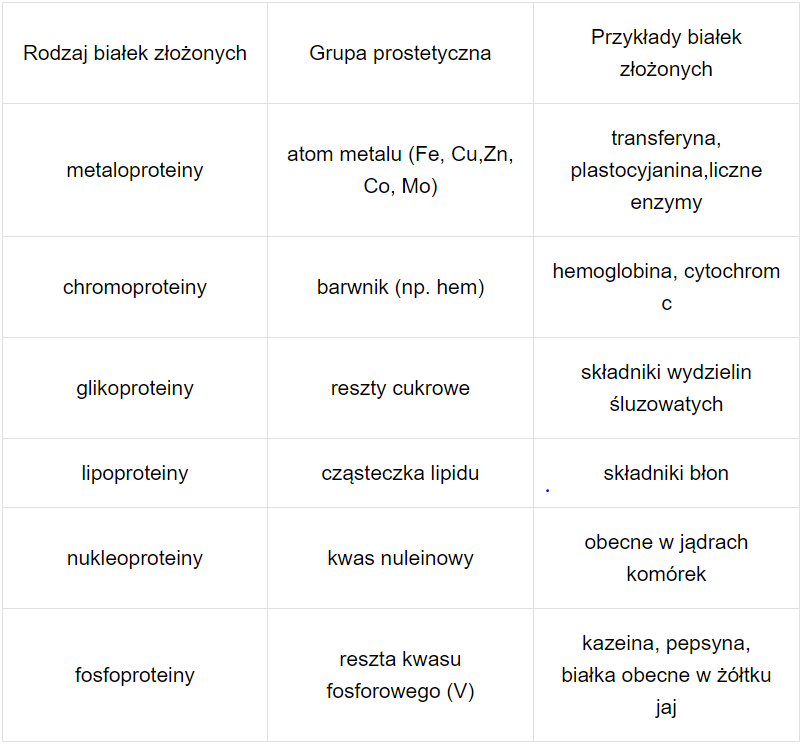 Rodzaj białek złożonych
Grupa prostetyczna
Przykłady białek
złożonych
metaloproteiny
atom metalu (Fe, Cu,Zn,
Co, Mo)
transferyna,
plastocyjanina,liczne
enzymy
chromoproteiny
barwnik (np. hem)
hemoglobina, cytochrom
c
glikoproteiny
reszty cukrowe
składniki wydzielin
śluzowatych
lipoproteiny
cząsteczka lipidu
składniki błon
nukleoproteiny
kwas nuleinowy
obecne w jądrach
komórek
fosfoproteiny
reszta kwasu
fosforowego (V)
kazeina, pepsyna,
białka obecne w żółtku
jaj